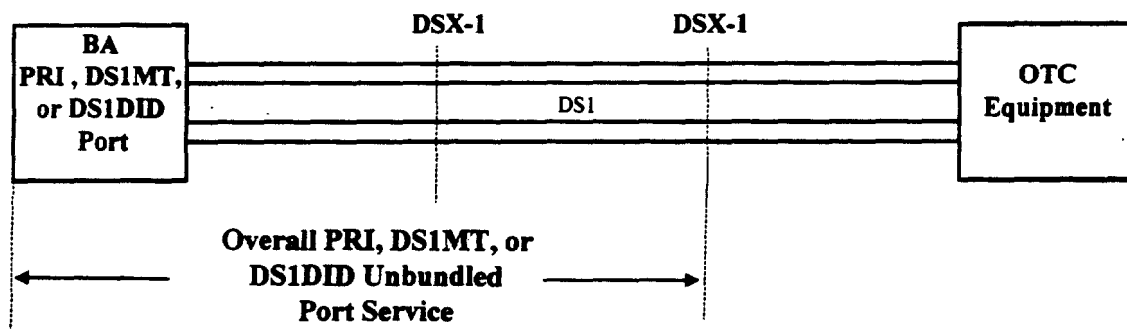 DSX-1
DSX-1
BA
PRI , DS1MT,
or DS1DID
Port
DS1
OTC
Equipment
Overall PRI, DS1MT, or
DS1DID Unbundled
Port Service